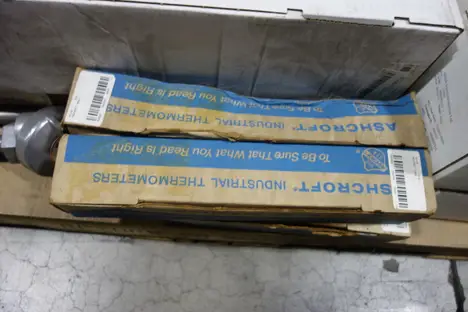 ASHCROFT® INDUSTRIAL THERMOMETERS
To Be Sure That What You Read Is Right
ASHCROFT® INDUSTRIAL THERMOMETERS
To Be Sure That What You Read Is Right